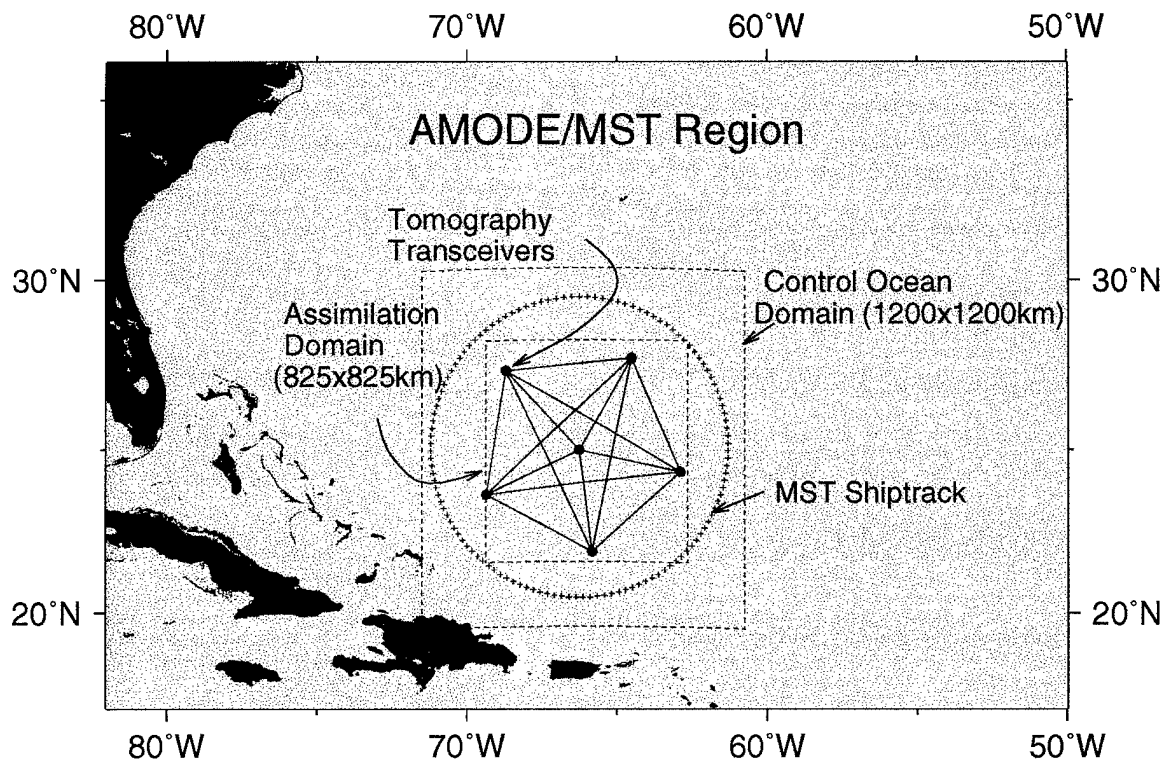 80°W 70°W 60°W 50°W
AMODE/MST Region
Tomography
Transceivers
30°N
30°N
Control Ocean
Domain (1200x1200km)
Assimilation
Domain
(825x825km)
MST Shiptrack
20°N
20°N
80°W 70°W 60°W 50°W